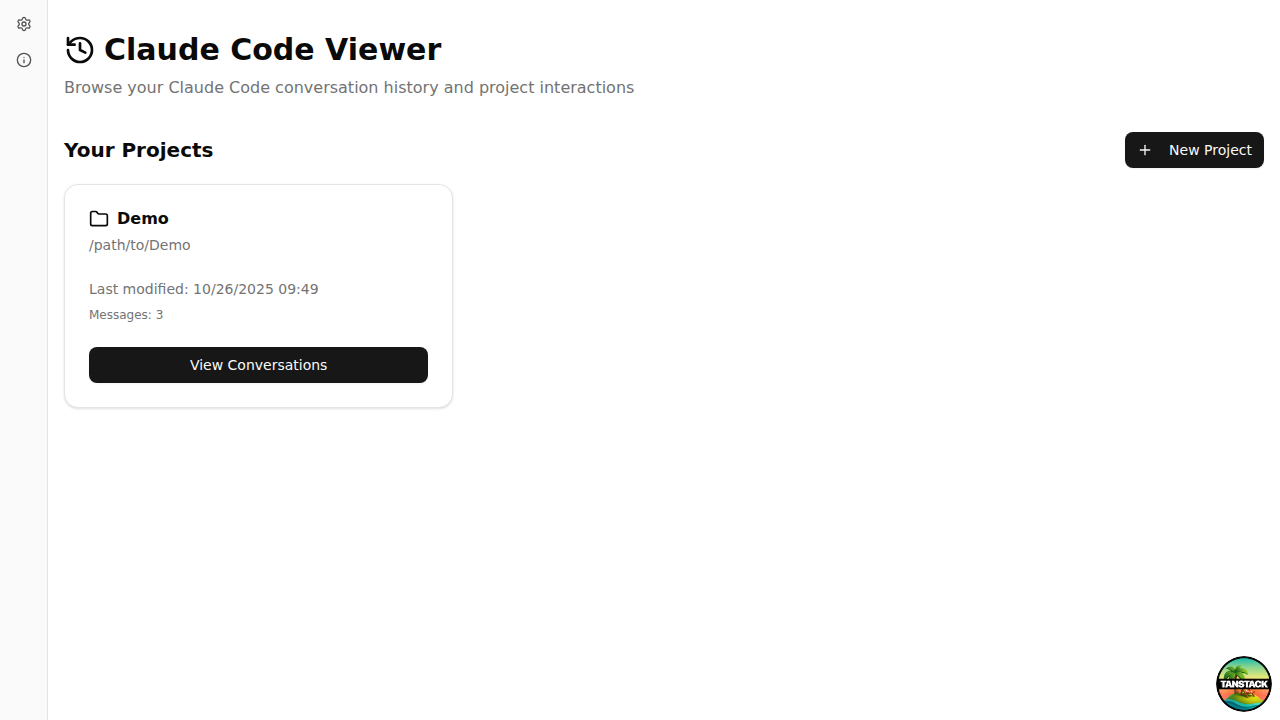 Claude Code Viewer
Browse your Claude Code conversation history and project interactions
Your Projects
New Project
Demo
/path/to/Demo
Last modified: 10/26/2025 09:49
Messages: 3
View Conversations
TANSTACK